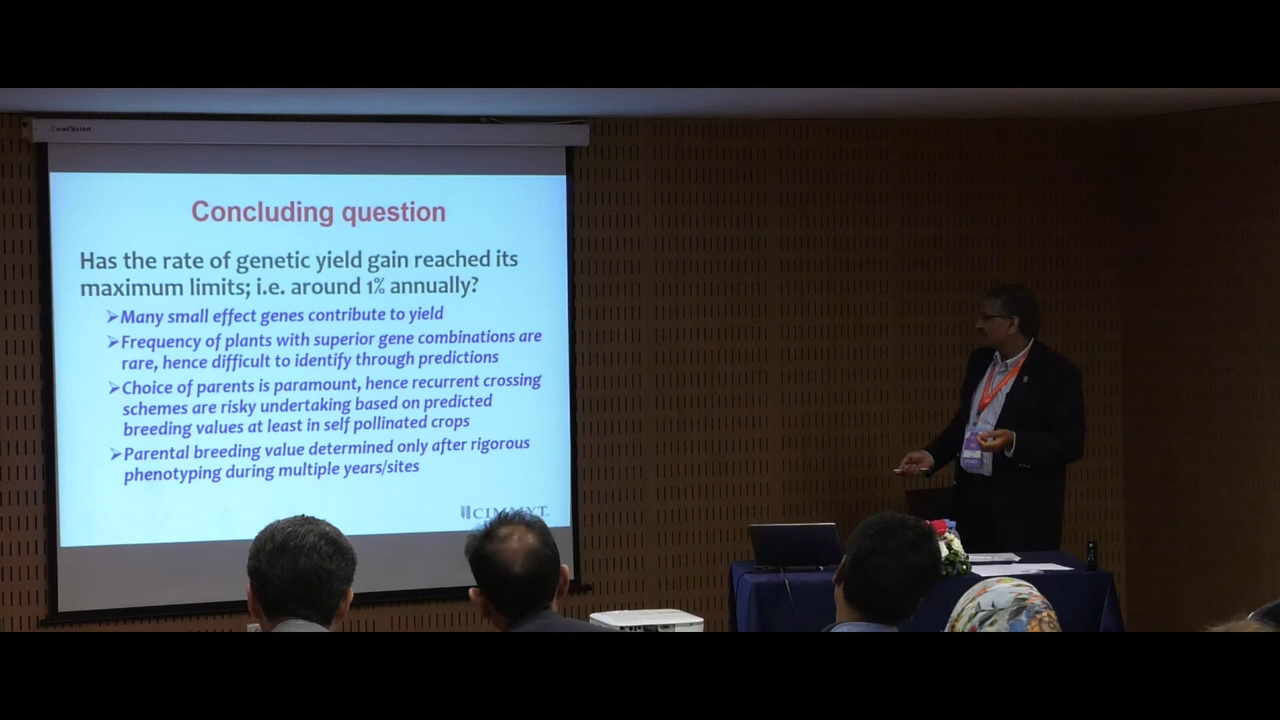 Concluding question
Has the rate of genetic yield gain reached its
maximum limits; i.e. around 1% annually?
➢Many small effect genes contribute to yield
➢Frequency of plants with superior gene combinations are
rare, hence difficult to identify through predictions
➢Choice of parents is paramount, hence recurrent crossing
schemes are risky undertaking based on predicted
breeding values at least in self pollinated crops
➢Parental breeding value determined only after rigorous
phenotyping during multiple years/sites
CIMMYT